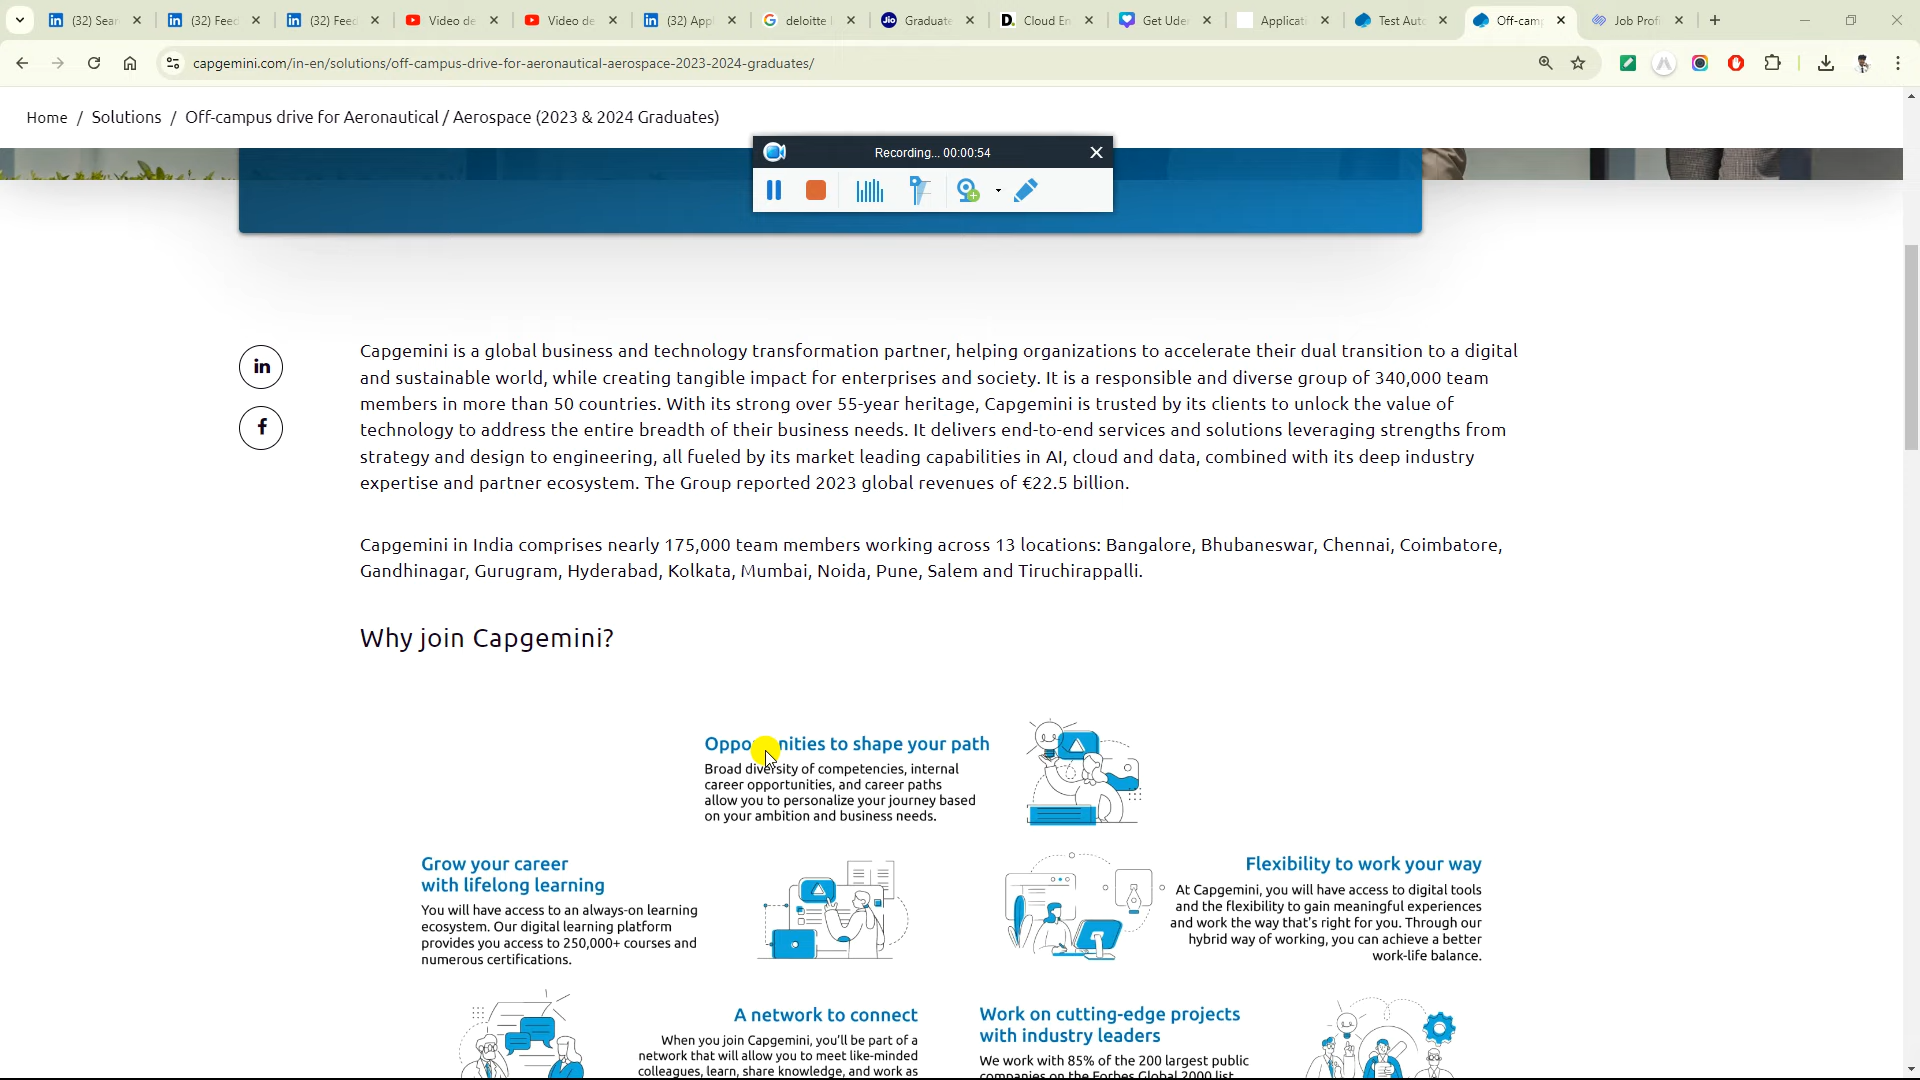 (32) Sear
(32) Feed
(32) Feed
Video de
Video de
(32) Appl
deloitte l
Graduate
Cloud En
Get Uder
Applicati
Test Auto
Off-camp
Job Profi
capgemini.com/in-en/solutions/off-campus-drive-for-aeronautical-aerospace-2023-2024-graduates/
Home / Solutions / Off-campus drive for Aeronautical / Aerospace (2023 & 2024 Graduates)
Recording... 00:00:54
Capgemini is a global business and technology transformation partner, helping organizations to accelerate their dual transition to a digital
and sustainable world, while creating tangible impact for enterprises and society. It is a responsible and diverse group of 340,000 team
members in more than 50 countries. With its strong over 55-year heritage, Capgemini is trusted by its clients to unlock the value of
technology to address the entire breadth of their business needs. It delivers end-to-end services and solutions leveraging strengths from
strategy and design to engineering, all fueled by its market leading capabilities in AI, cloud and data, combined with its deep industry
expertise and partner ecosystem. The Group reported 2023 global revenues of €22.5 billion.
Capgemini in India comprises nearly 175,000 team members working across 13 locations: Bangalore, Bhubaneswar, Chennai, Coimbatore,
Gandhinagar, Gurugram, Hyderabad, Kolkata, Mumbai, Noida, Pune, Salem and Tiruchirappalli.
Why join Capgemini?
Opportunities to shape your path
Broad diversity of competencies, internal
career opportunities, and career paths
allow you to personalize your journey based
on your ambition and business needs.
Grow your career
with lifelong learning
You will have access to an always-on learning
ecosystem. Our digital learning platform
provides you access to 250,000+ courses and
numerous certifications.
Flexibility to work your way
At Capgemini, you will have access to digital tools
and the flexibility to gain meaningful experiences
and work the way that's right for you. Through our
hybrid way of working, you can achieve a better
work-life balance.
A network to connect
When you join Capgemini, you'll be part of a
network that will allow you to meet like-minded
colleagues, learn, share knowledge, and work as
Work on cutting-edge projects
with industry leaders
We work with 85% of the 200 largest public
companies on the Forbes Global 2000 list